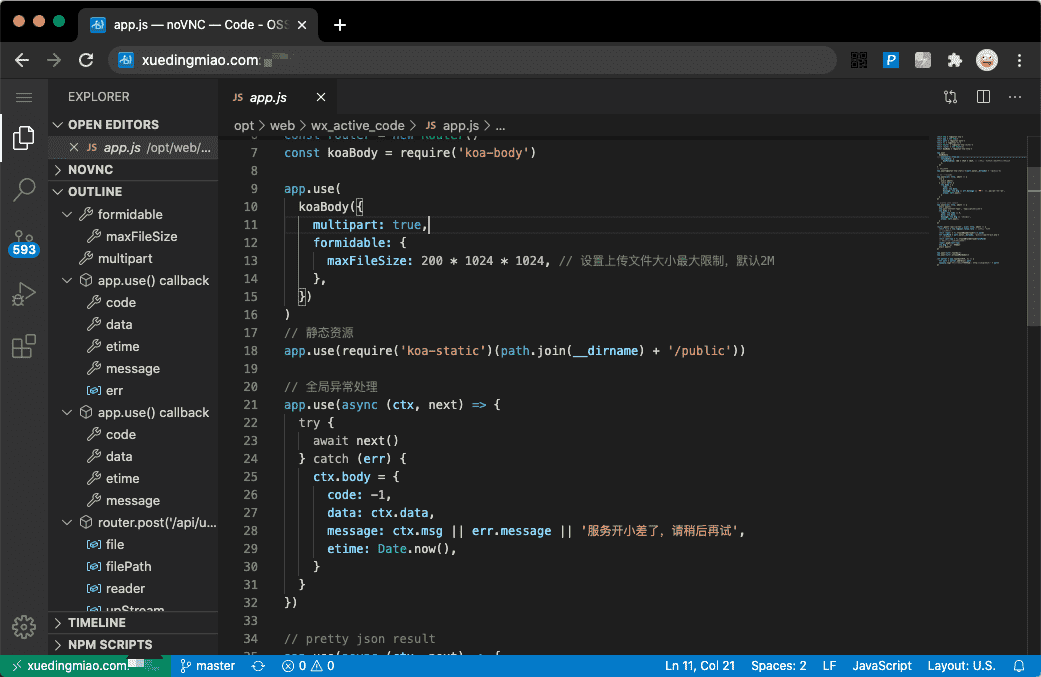 app.js — noVNC — Code - OSS
xuedingmiao.com:
P
EXPLORER
OPEN EDITORS
JS app.js /opt/web/...
NOVNC
OUTLINE
formidable
maxFileSize
multipart
app.use() callback
code
data
etime
message
err
app.use() callback
code
data
etime
message
router.post('/api/u...
file
filePath
reader
upStream
TIMELINE
NPM SCRIPTS
593
JS app.js
opt > web > wx_active_code > JS app.js > ...
6 const router = new Router()
7 const koaBody = require('koa-body')
8
9 app.use(
10 koaBody({
11 multipart: true,
12 formidable: {
13 maxFileSize: 200 * 1024 * 1024, // 设置上传文件大小最大限制，默认2M
14 },
15 })
16 )
17 // 静态资源
18 app.use(require('koa-static')(path.join(__dirname) + '/public'))
19
20 // 全局异常处理
21 app.use(async (ctx, next) => {
22 try {
23 await next()
24 } catch (err) {
25 ctx.body = {
26 code: -1,
27 data: ctx.data,
28 message: ctx.msg || err.message || '服务开小差了，请稍后再试',
29 etime: Date.now(),
30 }
31 }
32 })
33
34 // pretty json result
35 app.use(async (ctx, next) => {
xuedingmiao.com:
master
0 0
Ln 11, Col 21
Spaces: 2
LF
JavaScript
Layout: U.S.